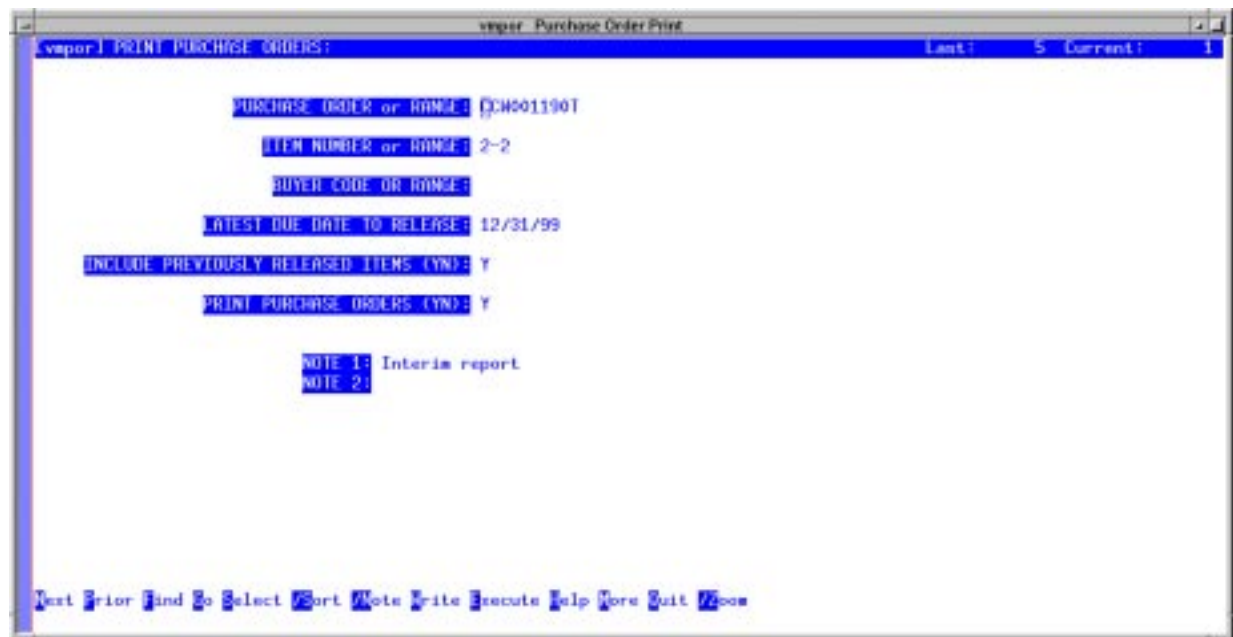 vmpor Purchase Order Print
[vmpor] PRINT PURCHASE ORDERS: Last: 5 Current: 1
PURCHASE ORDER or RANGE: CCW001190T
ITEM NUMBER or RANGE: 2-2
BUYER CODE OR RANGE:
LATEST DUE DATE TO RELEASE: 12/31/99
INCLUDE PREVIOUSLY RELEASED ITEMS (YN): Y
PRINT PURCHASE ORDERS (YN): Y
NOTE 1: Interim report
NOTE 2:
Next Prior Find Go Select /Sort /Note Write Execute Help More Quit /Zoom